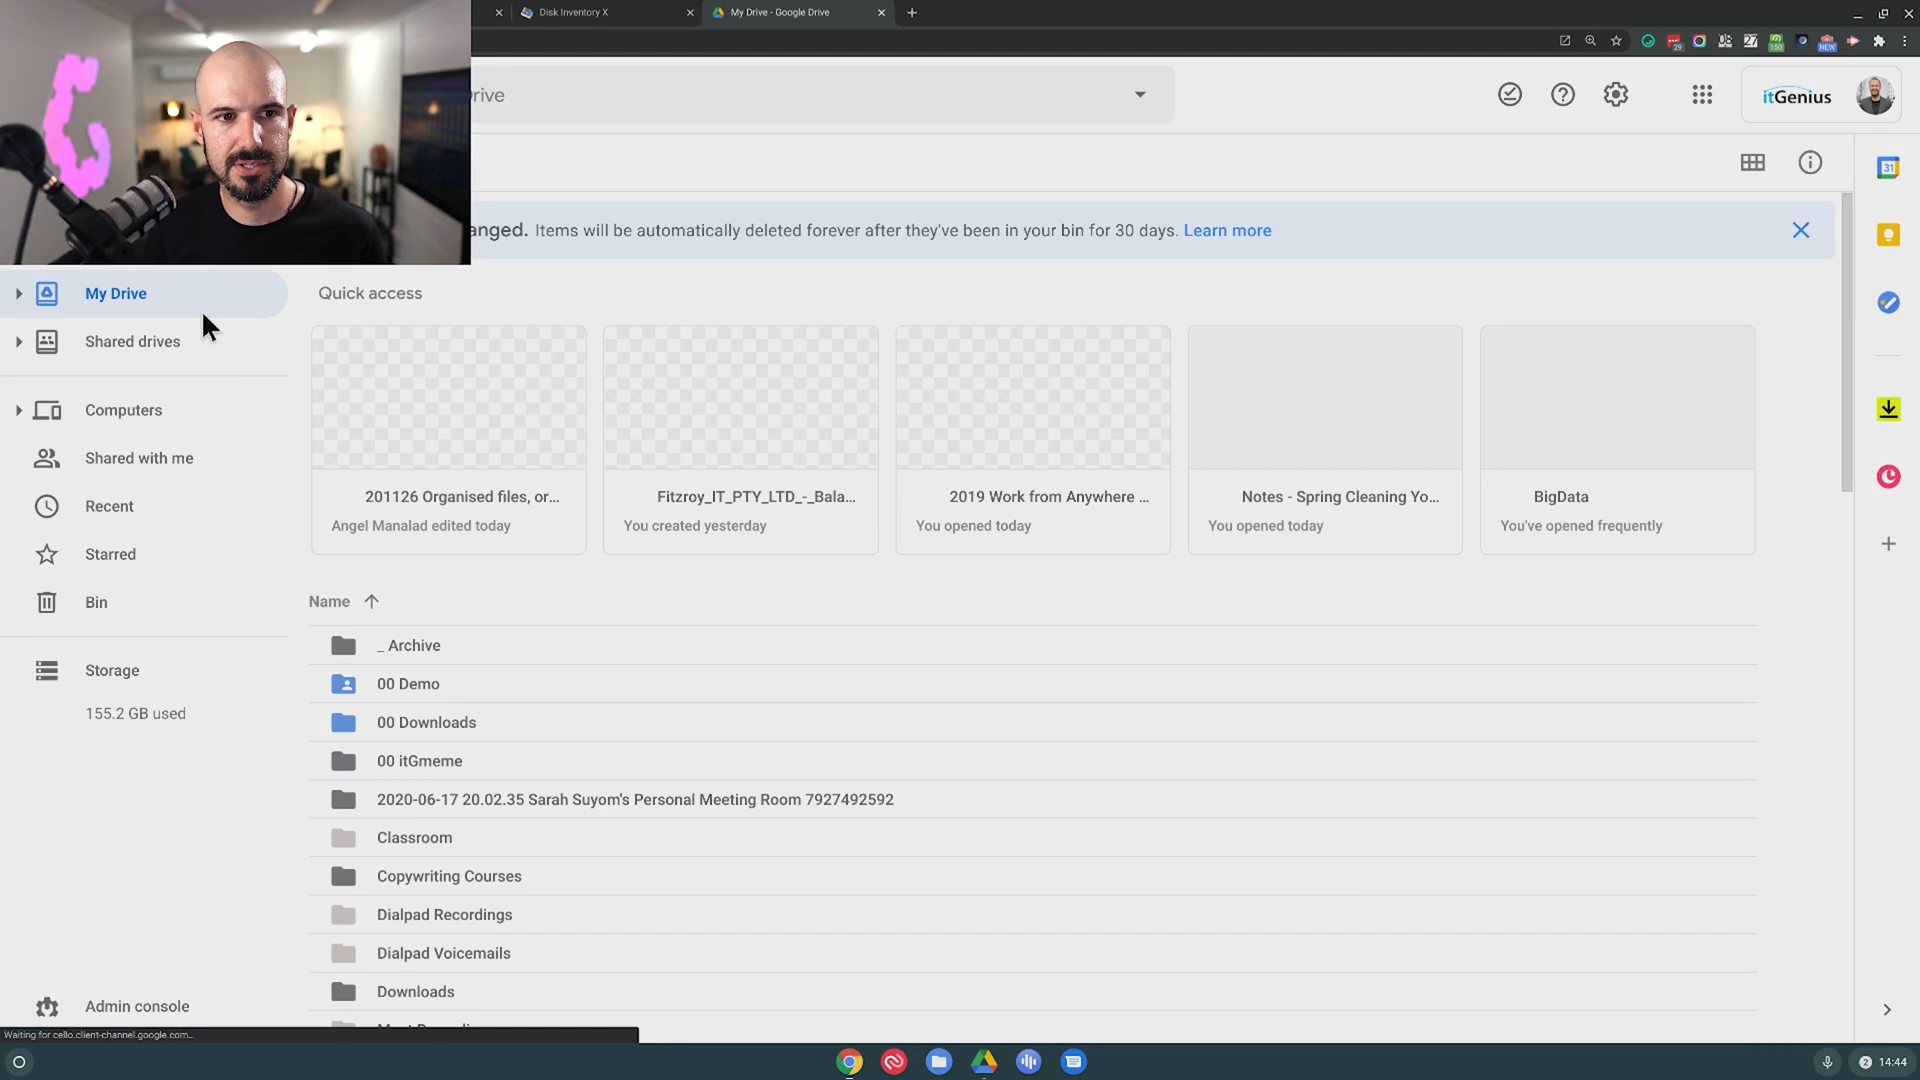 Disk Inventory X
My Drive - Google Drive
29
27
150
NEW
rive
itGenius
anged. Items will be automatically deleted forever after they've been in your bin for 30 days. Learn more
31
My Drive
Shared drives
Computers
Shared with me
Recent
Starred
Bin
Storage
155.2 GB used
Admin console
Quick access
201126 Organised files, or...
Angel Manalad edited today
Fitzroy_IT_PTY_LTD_-_Bala...
You created yesterday
2019 Work from Anywhere ...
You opened today
Notes - Spring Cleaning Yo...
You opened today
BigData
You've opened frequently
Name
_ Archive
00 Demo
00 Downloads
00 itGmeme
2020-06-17 20.02.35 Sarah Suyom's Personal Meeting Room 7927492592
Classroom
Copywriting Courses
Dialpad Recordings
Dialpad Voicemails
Downloads
Waiting for cello.client-channel.google.com...
2
14:44